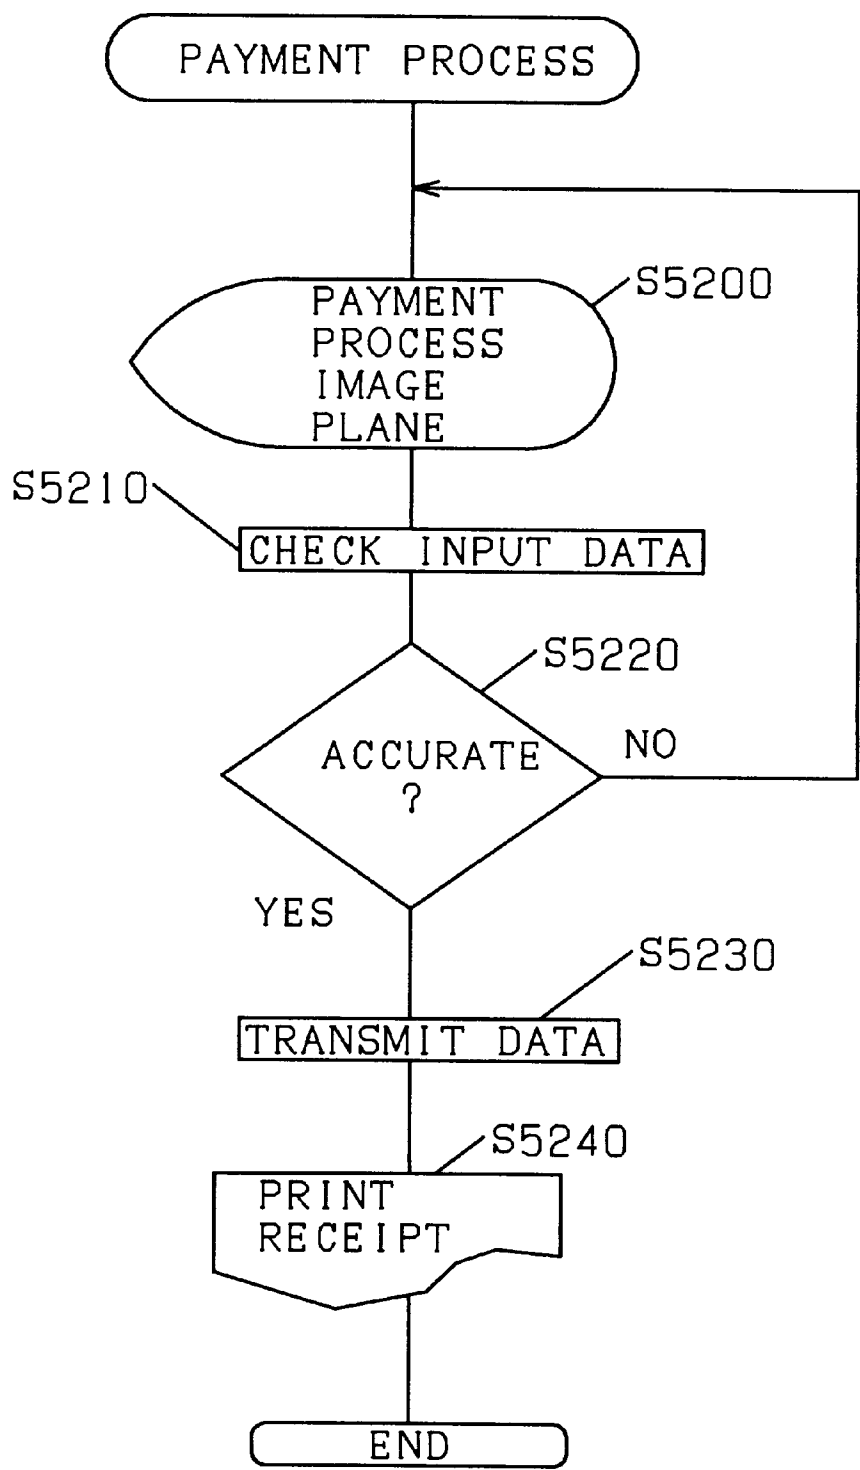 PAYMENT PROCESS
S5200
PAYMENT
PROCESS
IMAGE
PLANE
S5210
CHECK INPUT DATA
S5220
ACCURATE
?
NO
YES
S5230
TRANSMIT DATA
S5240
PRINT
RECEIPT
END